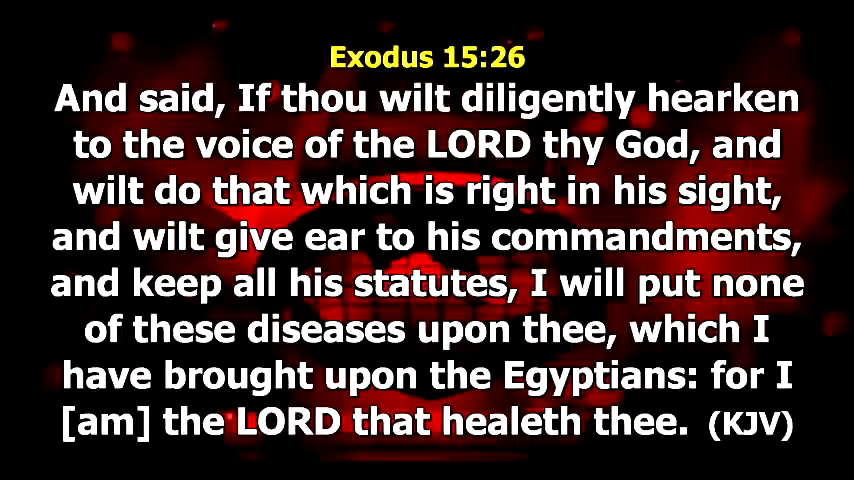 Exodus 15:26
And said, If thou wilt diligently hearken
to the voice of the LORD thy God, and
wilt do that which is right in his sight,
and wilt give ear to his commandments,
and keep all his statutes, I will put none
of these diseases upon thee, which I
have brought upon the Egyptians: for I
[am] the LORD that healeth thee. (KJV)